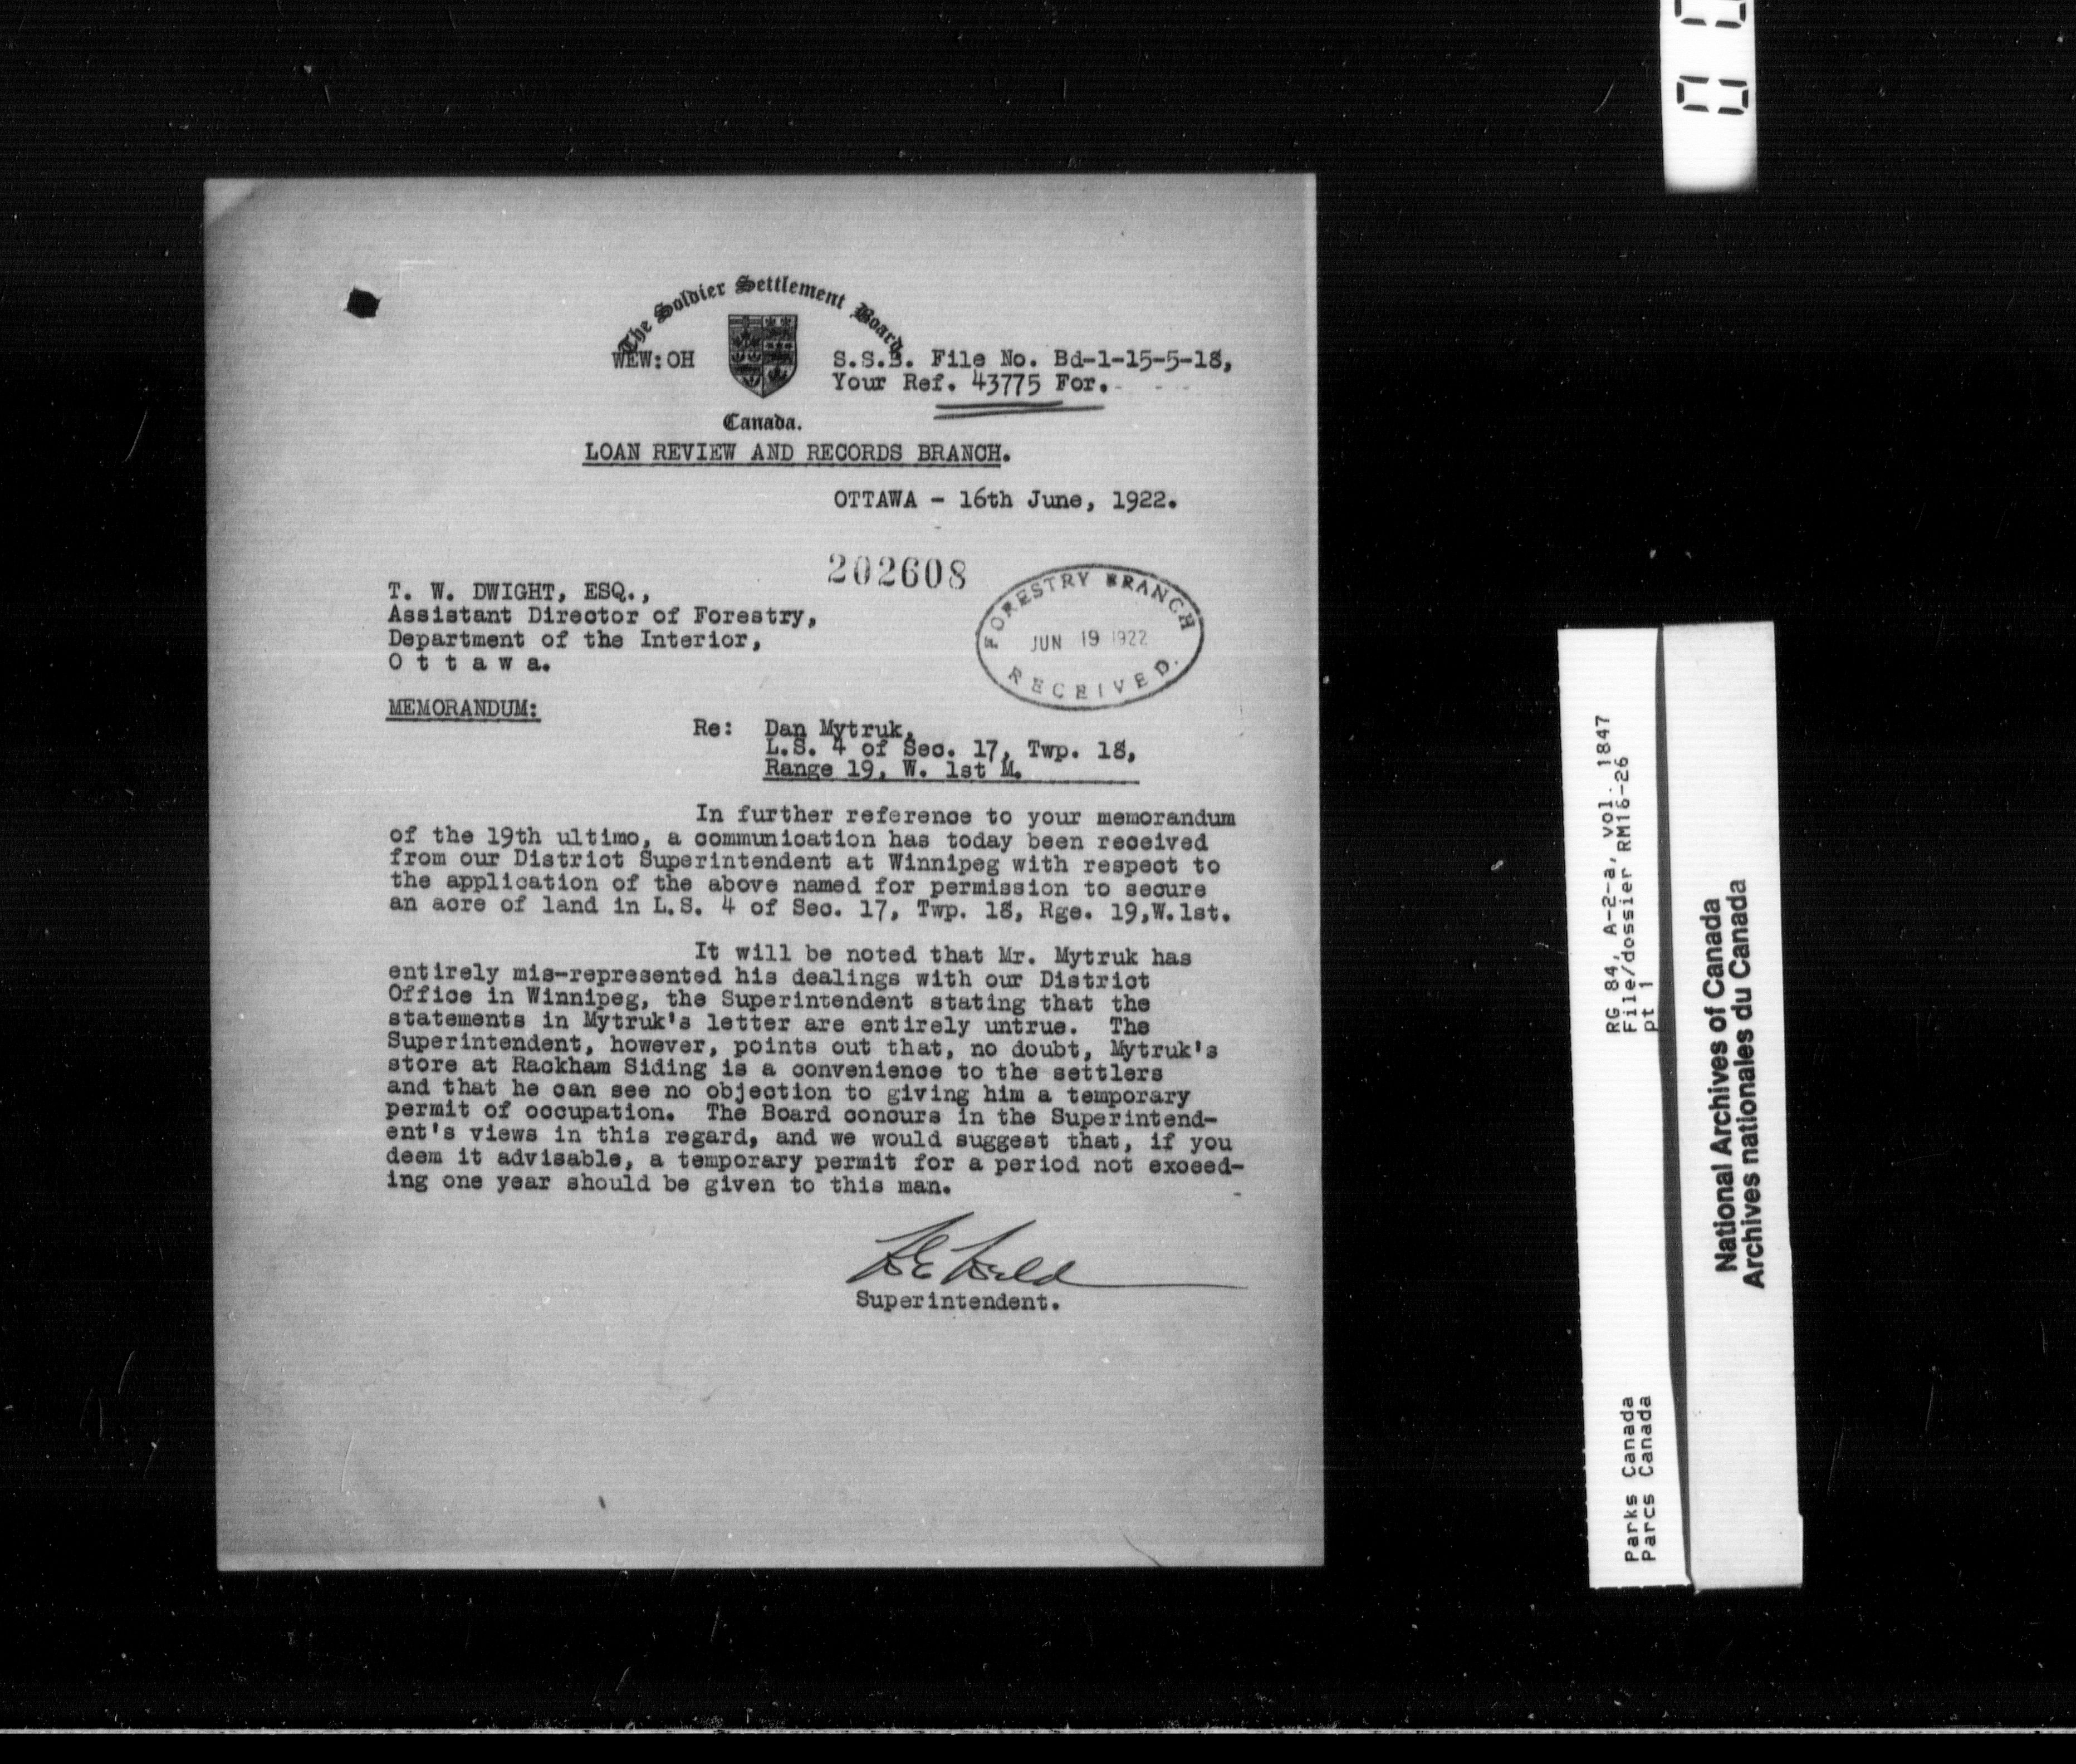 The Soldier Settlement Board
WEW:OH
S.S.B. File No. Bd-1-15-5-18,
Your Ref. 43775 For.
Canada.
LOAN REVIEW AND RECORDS BRANCH.
OTTAWA - 16th June, 1922.
202608
FORESTRY BRANCH
JUN 19 1922
RECEIVED.
T. W. DWIGHT, ESQ.,
Assistant Director of Forestry,
Department of the Interior,
O t t a w a.
MEMORANDUM:
Re: Dan Mytruk,
L.S. 4 of Sec. 17, Twp. 18,
Range 19, W. 1st M.
In further reference to your memorandum
of the 19th ultimo, a communication has today been received
from our District Superintendent at Winnipeg with respect to
the application of the above named for permission to secure
an acre of land in L.S. 4 of Sec. 17, Twp. 18, Rge. 19,W.1st.
It will be noted that Mr. Mytruk has
entirely mis-represented his dealings with our District
Office in Winnipeg, the Superintendent stating that the
statements in Mytruk's letter are entirely untrue. The
Superintendent, however, points out that, no doubt, Mytruk's
store at Rackham Siding is a convenience to the settlers
and that he can see no objection to giving him a temporary
permit of occupation. The Board concurs in the Superintend-
ent's views in this regard, and we would suggest that, if you
deem it advisable, a temporary permit for a period not exceed-
ing one year should be given to this man.
Superintendent.
RG 84, A-2-a, vol. 1847
File/dossier RM16-26
pt 1
Parks Canada
Parcs Canada
National Archives of Canada
Archives nationales du Canada